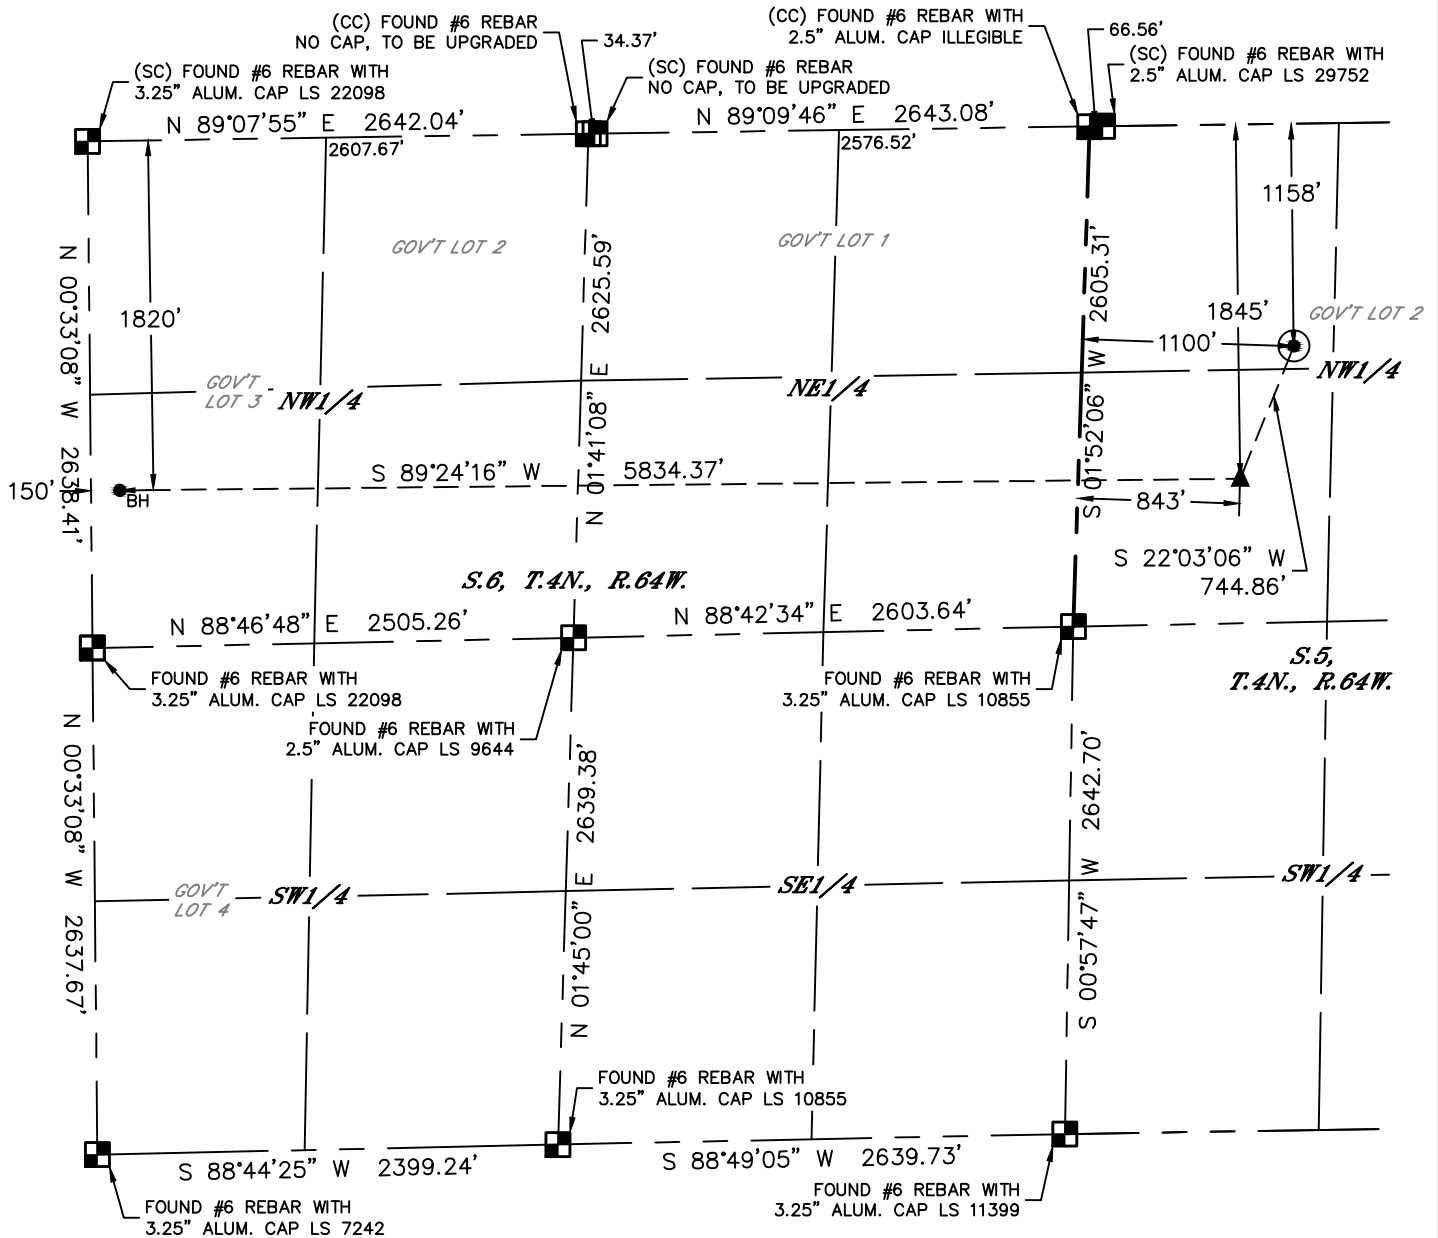 (CC) FOUND #6 REBAR
NO CAP, TO BE UPGRADED
34.37'
(CC) FOUND #6 REBAR WITH
2.5" ALUM. CAP ILLEGIBLE
66.56'
(SC) FOUND #6 REBAR WITH
3.25" ALUM. CAP LS 22098
(SC) FOUND #6 REBAR
NO CAP, TO BE UPGRADED
(SC) FOUND #6 REBAR WITH
2.5" ALUM. CAP LS 29752
N 89°07'55" E 2642.04'
2607.67'
N 89°09'46" E 2643.08'
2576.52'
1158'
GOV'T LOT 2
GOV'T LOT 1
GOV'T LOT 2
N 00°33'08" W 2638.41'
1820'
N 01°41'08" E 2625.59'
S 01°52'06" W 2605.31'
1845'
1100'
GOV'T
LOT 3
NW1/4
NE1/4
NW1/4
150'
BH
S 89°24'16" W 5834.37'
843'
S 22°03'06" W
744.86'
S.6, T.4N., R.64W.
N 88°46'48" E 2505.26'
N 88°42'34" E 2603.64'
S.5,
T.4N., R.64W.
FOUND #6 REBAR WITH
3.25" ALUM. CAP LS 22098
FOUND #6 REBAR WITH
2.5" ALUM. CAP LS 9644
FOUND #6 REBAR WITH
3.25" ALUM. CAP LS 10855
N 00°33'08" W 2637.67'
N 01°45'00" E 2639.38'
S 00°57'47" W 2642.70'
GOV'T
LOT 4
SW1/4
SE1/4
SW1/4
FOUND #6 REBAR WITH
3.25" ALUM. CAP LS 10855
S 88°44'25" W 2399.24'
S 88°49'05" W 2639.73'
FOUND #6 REBAR WITH
3.25" ALUM. CAP LS 7242
FOUND #6 REBAR WITH
3.25" ALUM. CAP LS 11399